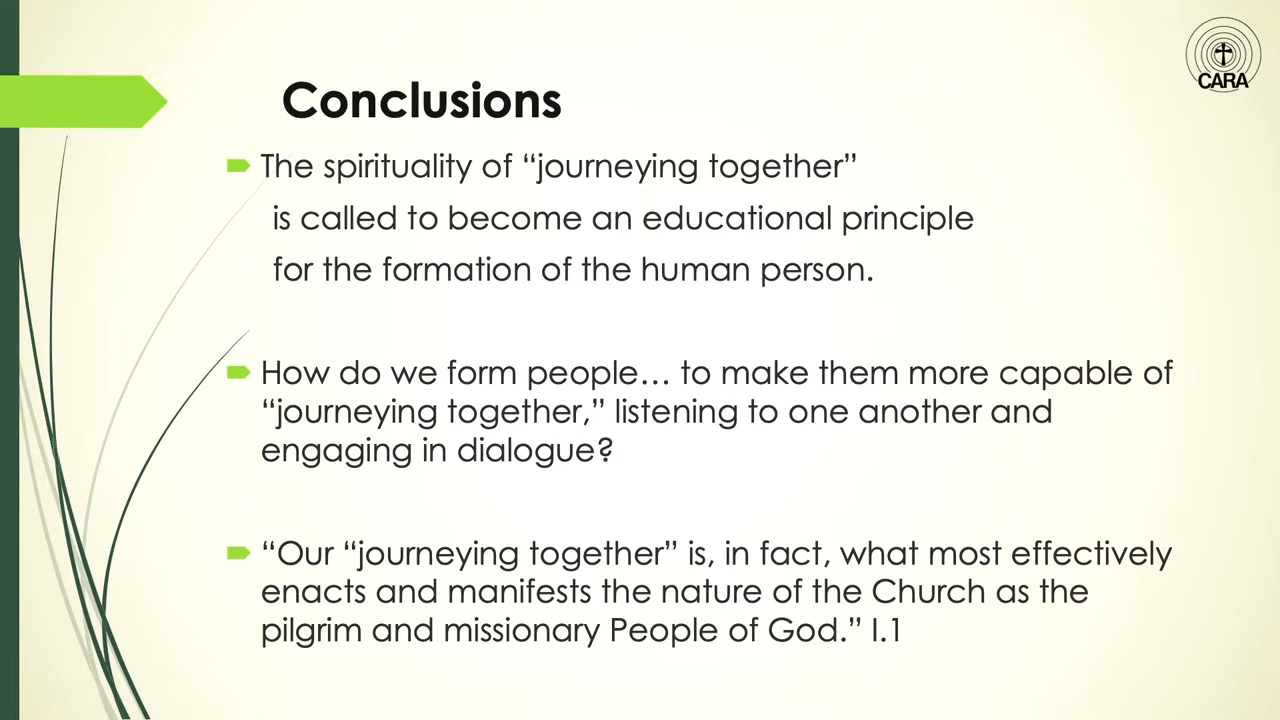 CARA
Conclusions
The spirituality of “journeying together”
is called to become an educational principle
for the formation of the human person.
How do we form people… to make them more capable of
“journeying together,” listening to one another and
engaging in dialogue?
“Our “journeying together” is, in fact, what most effectively
enacts and manifests the nature of the Church as the
pilgrim and missionary People of God.” I.1